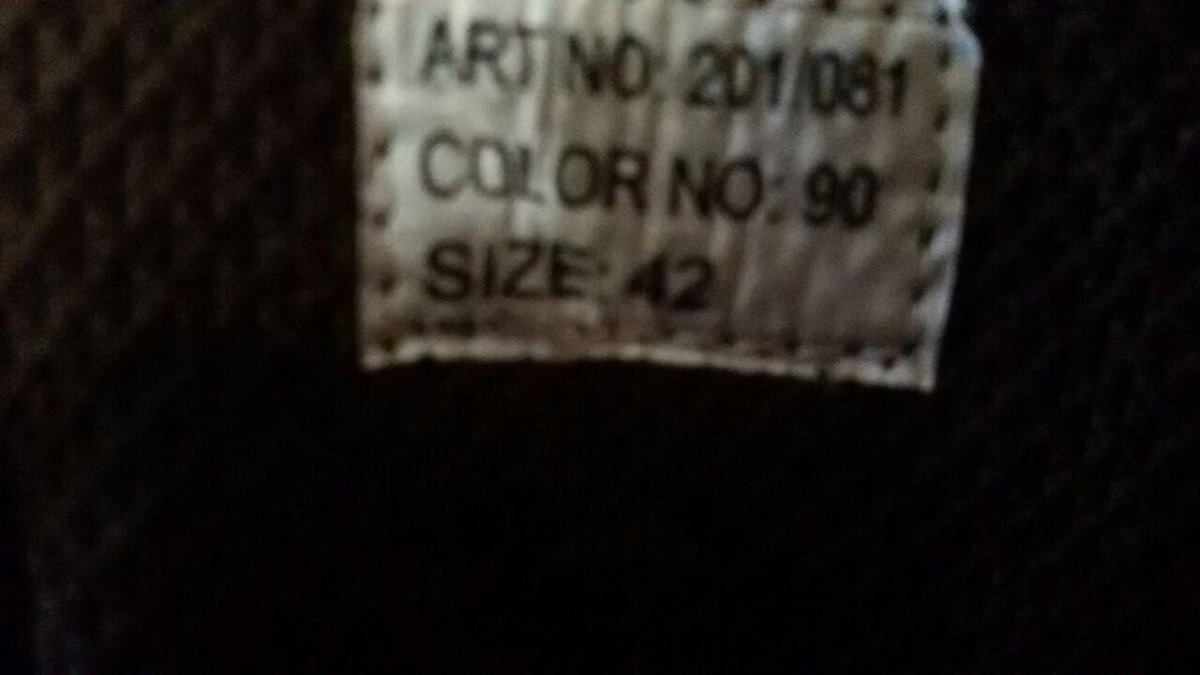 ART NO: 201/081
COLOR NO: 90
SIZE: 42